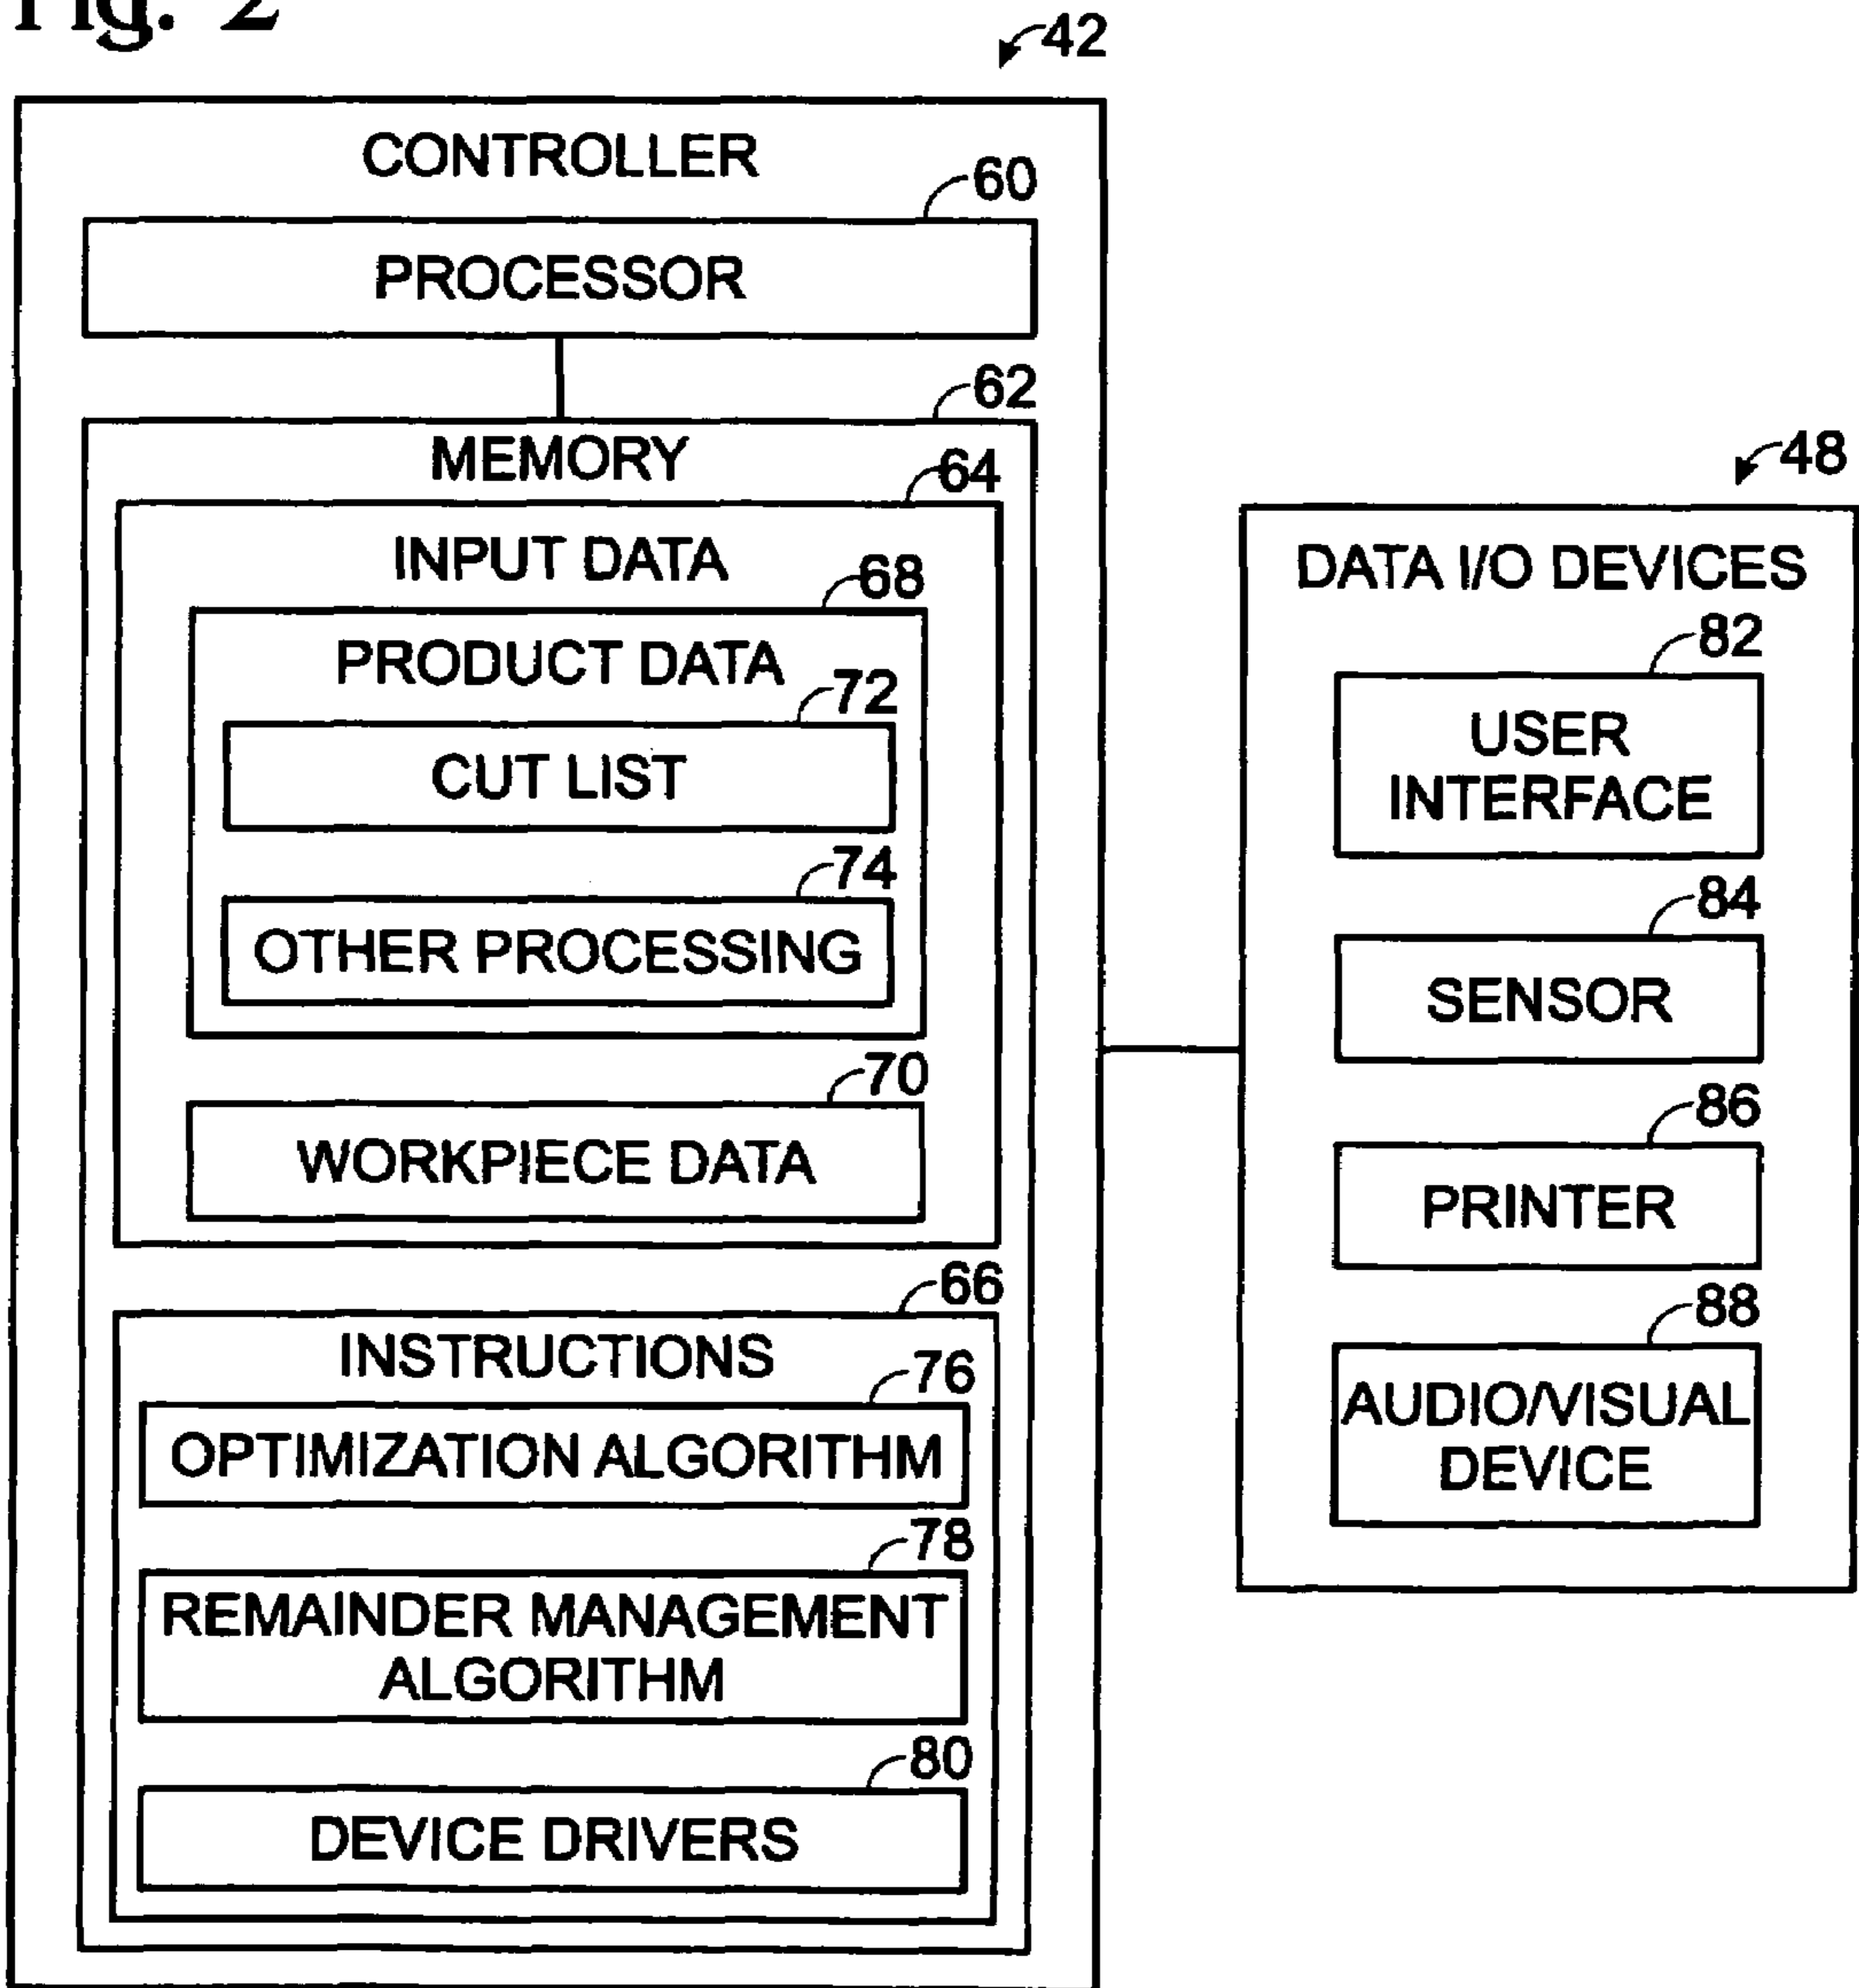 Fig. 2
42
CONTROLLER
60
PROCESSOR
62
MEMORY
64
INPUT DATA
68
PRODUCT DATA
72
CUT LIST
74
OTHER PROCESSING
70
WORKPIECE DATA
66
INSTRUCTIONS
76
OPTIMIZATION ALGORITHM
78
REMAINDER MANAGEMENT
ALGORITHM
80
DEVICE DRIVERS
48
DATA I/O DEVICES
82
USER
INTERFACE
84
SENSOR
86
PRINTER
88
AUDIO/VISUAL
DEVICE